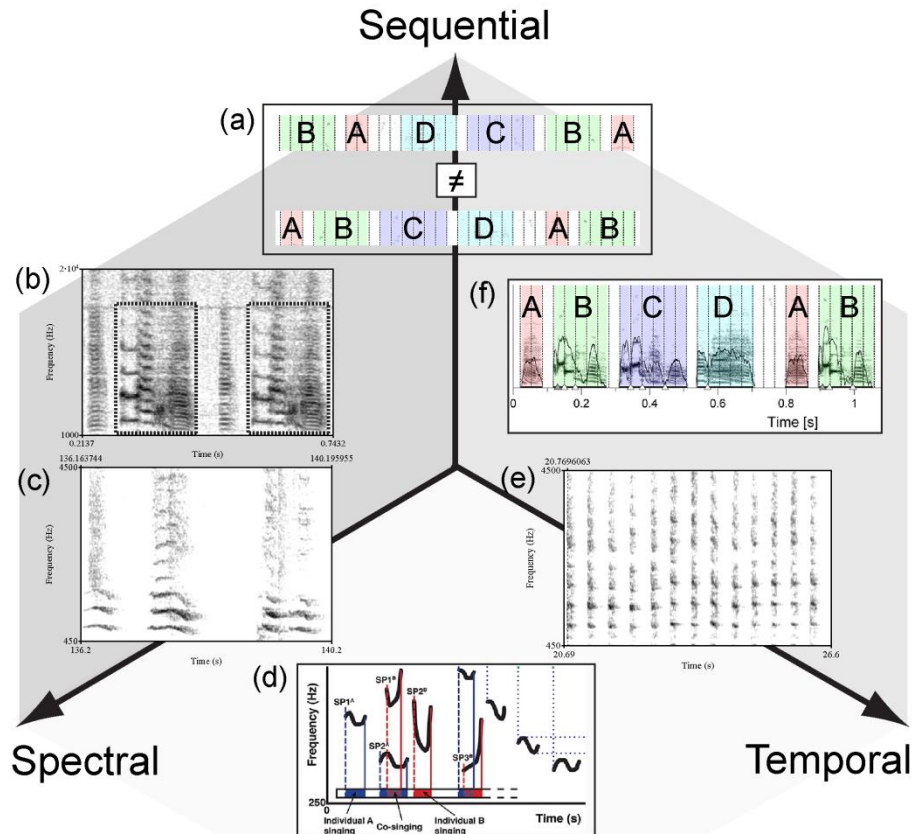 Sequential
(a)
B A D C B A
≠
A B C D A B
(b)
2·10⁴
Frequency (Hz)
1000
0.2137
Time (s)
0.7432
(f)
A B C D A B
0 0.2 0.4 0.6 0.8 1
Time [s]
(c)
136.163744
140.195955
4500
Frequency (Hz)
450
136.2
Time (s)
140.2
(e)
20.7696063
4500
Frequency (Hz)
450
20.69
Time (s)
26.6
(d)
Frequency (Hz)
SP1ᴬ
SP1ᴮ
SP2ᴮ
SP2ᴬ
SP3ᴮ
250
0
Individual A
singing
Co-singing
Individual B
singing
Time (s)
Spectral
Temporal